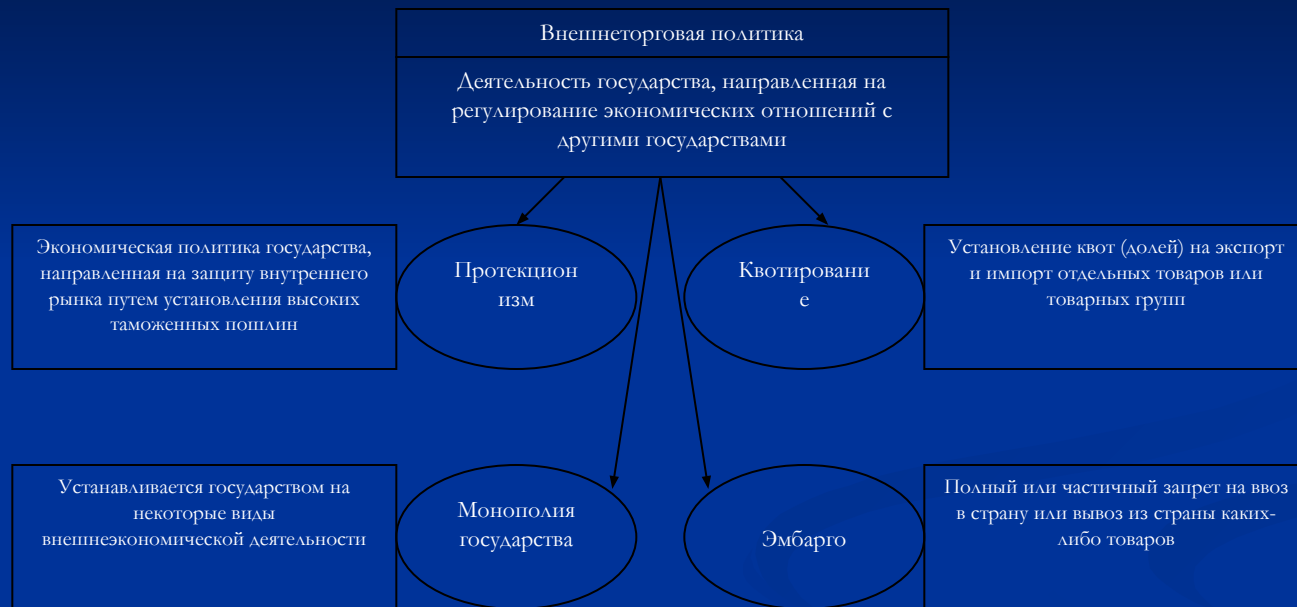 Внешнеторговая политика
Деятельность государства, направленная на
регулирование экономических отношений с
другими государствами
Экономическая политика государства,
направленная на защиту внутреннего
рынка путем установления высоких
таможенных пошлин
Протекцион
изм
Квотировани
е
Установление квот (долей) на экспорт
и импорт отдельных товаров или
товарных групп
Устанавливается государством на
некоторые виды
внешнеэкономической деятельности
Монополия
государства
Эмбарго
Полный или частичный запрет на ввоз
в страну или вывоз из страны каких-
либо товаров